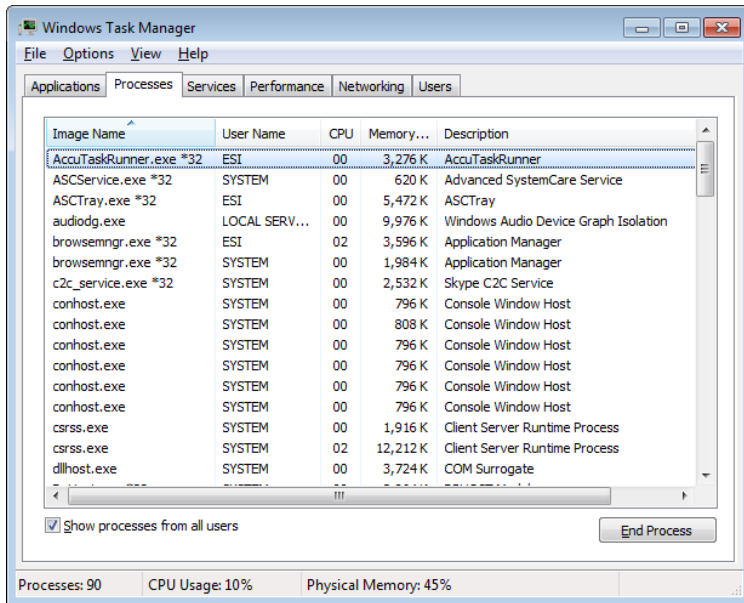 Windows Task Manager
File Options View Help
Applications Processes Services Performance Networking Users
Image Name User Name CPU Memory... Description
AccuTaskRunner.exe *32 ESI 00 3,276 K AccuTaskRunner
ASCService.exe *32 SYSTEM 00 620 K Advanced SystemCare Service
ASCTray.exe *32 ESI 00 5,472 K ASCTray
audiodg.exe LOCAL SERV... 00 9,976 K Windows Audio Device Graph Isolation
browsemngr.exe *32 ESI 02 3,596 K Application Manager
browsemngr.exe *32 SYSTEM 00 1,984 K Application Manager
c2c_service.exe *32 SYSTEM 00 2,532 K Skype C2C Service
conhost.exe SYSTEM 00 796 K Console Window Host
conhost.exe SYSTEM 00 808 K Console Window Host
conhost.exe SYSTEM 00 796 K Console Window Host
conhost.exe SYSTEM 00 796 K Console Window Host
conhost.exe SYSTEM 00 796 K Console Window Host
conhost.exe SYSTEM 00 796 K Console Window Host
csrss.exe SYSTEM 00 1,916 K Client Server Runtime Process
csrss.exe SYSTEM 02 12,212 K Client Server Runtime Process
dllhost.exe SYSTEM 00 3,724 K COM Surrogate
Show processes from all users
End Process
Processes: 90 CPU Usage: 10% Physical Memory: 45%